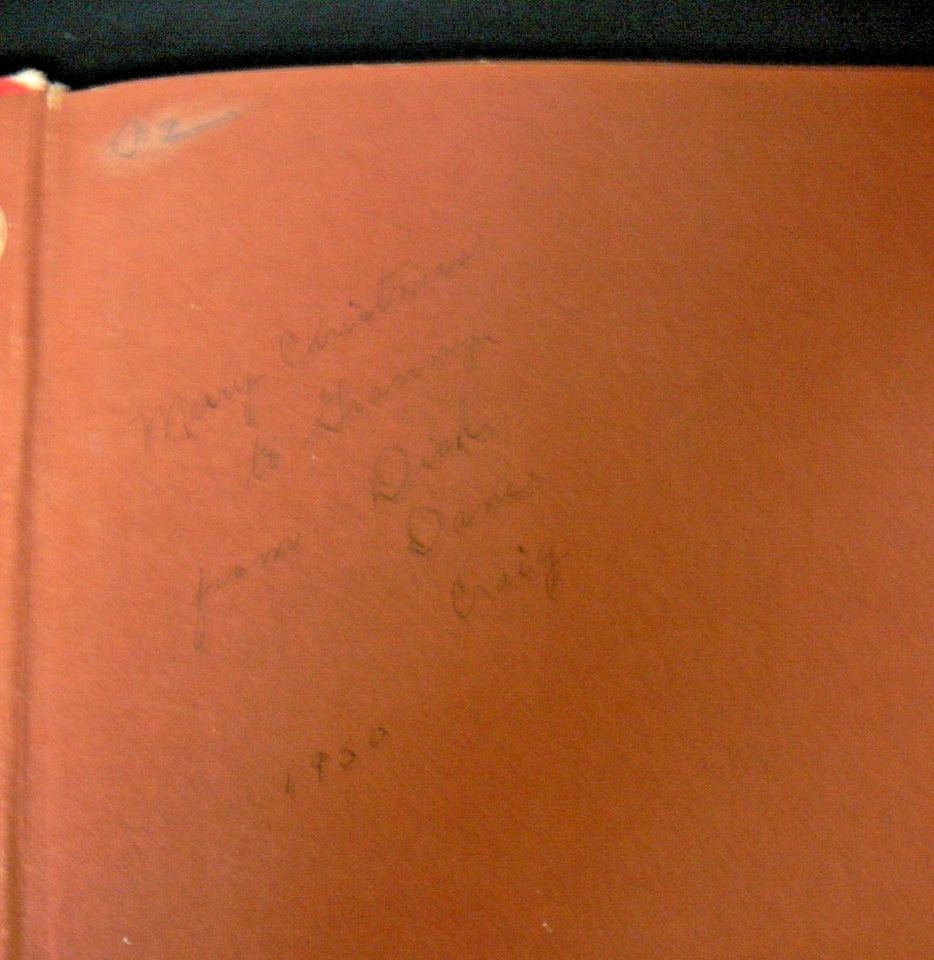 Merry Christmas
to Granny
from Dick,
Dane,
Craig
1950